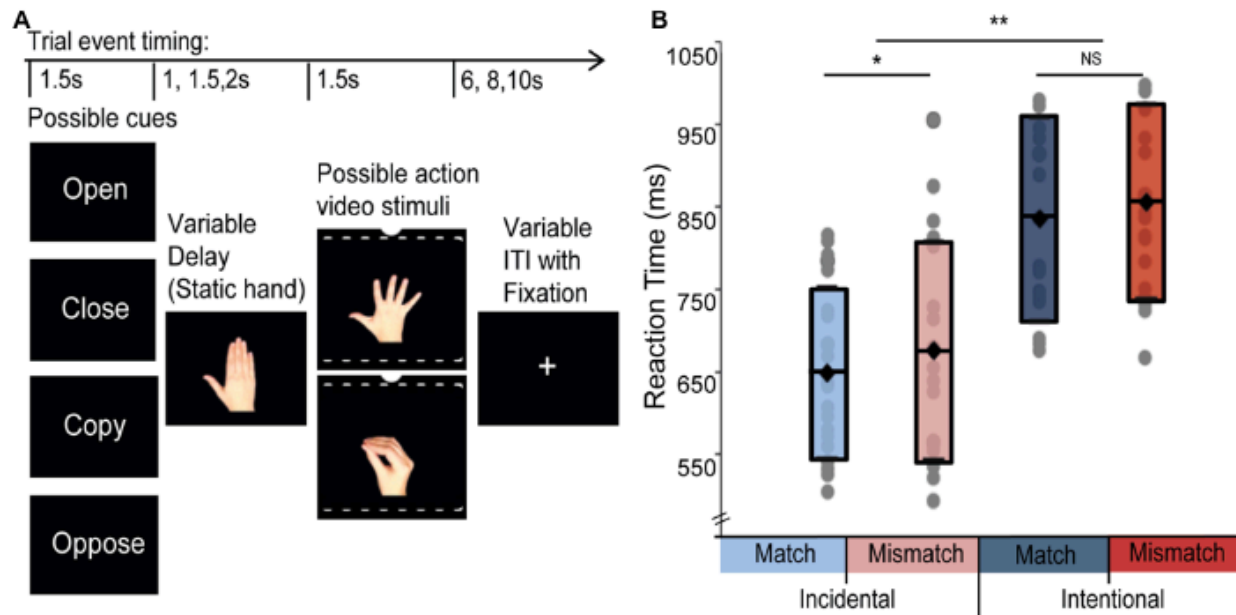 A
Trial event timing:
1.5s
1, 1.5,2s
1.5s
6, 8,10s
Possible cues
Open
Close
Copy
Oppose
Variable
Delay
(Static hand)
Possible action
video stimuli
Variable
ITI with
Fixation
+
B
**
*
NS
Reaction Time (ms)
1050
950
850
750
650
550
Match
Mismatch
Match
Mismatch
Incidental
Intentional